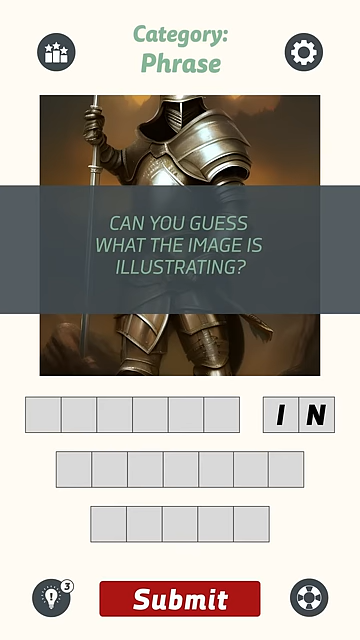 Category:
Phrase
CAN YOU GUESS
WHAT THE IMAGE IS
ILLUSTRATING?
I N
3
Submit